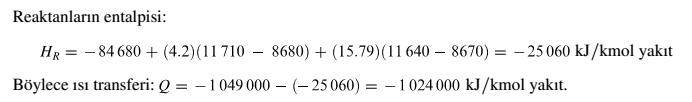 Reaktanların entalpisi:
H_R = −84 680 + (4.2)(11 710 − 8680) + (15.79)(11 640 − 8670) = −25 060 kJ/kmol yakıt
Böylece ısı transferi: Q = −1 049 000 − (−25 060) = −1 024 000 kJ/kmol yakıt.